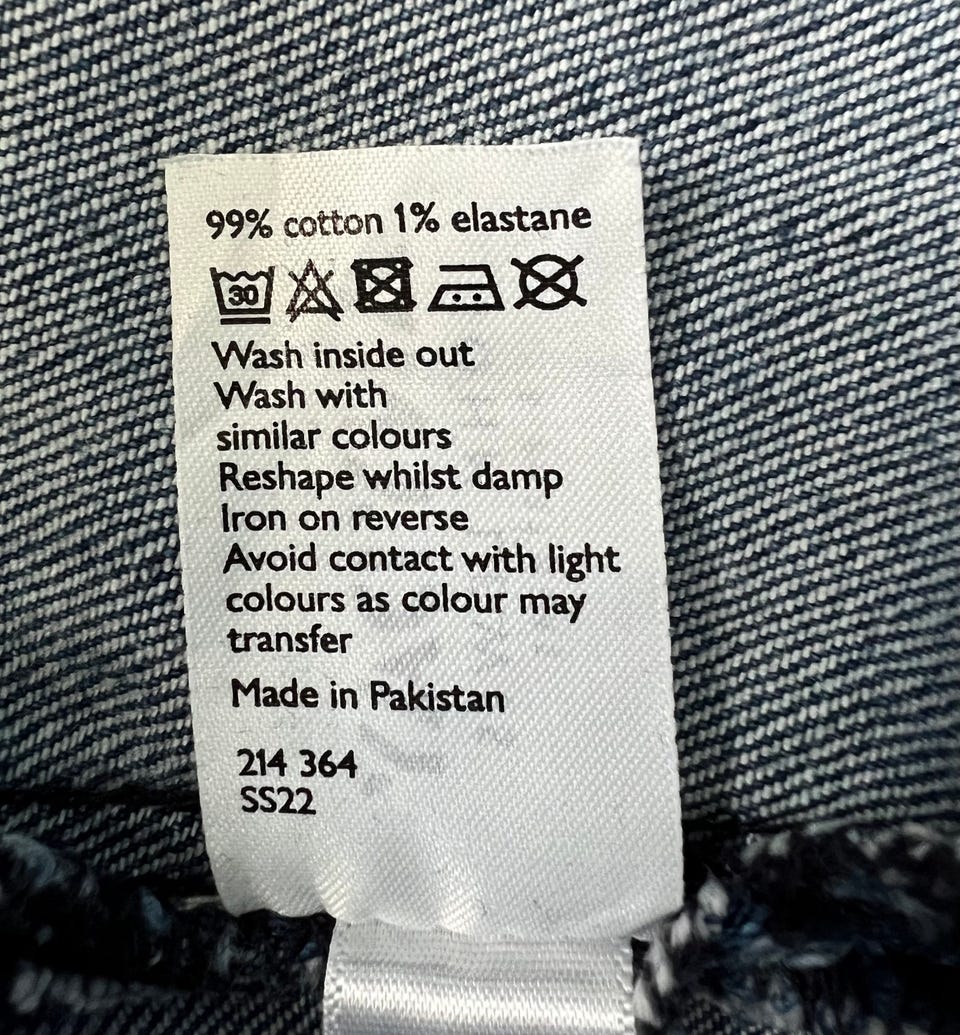 99% cotton 1% elastane
30
Wash inside out
Wash with
similar colours
Reshape whilst damp
Iron on reverse
Avoid contact with light
colours as colour may
transfer
Made in Pakistan
214 364
SS22